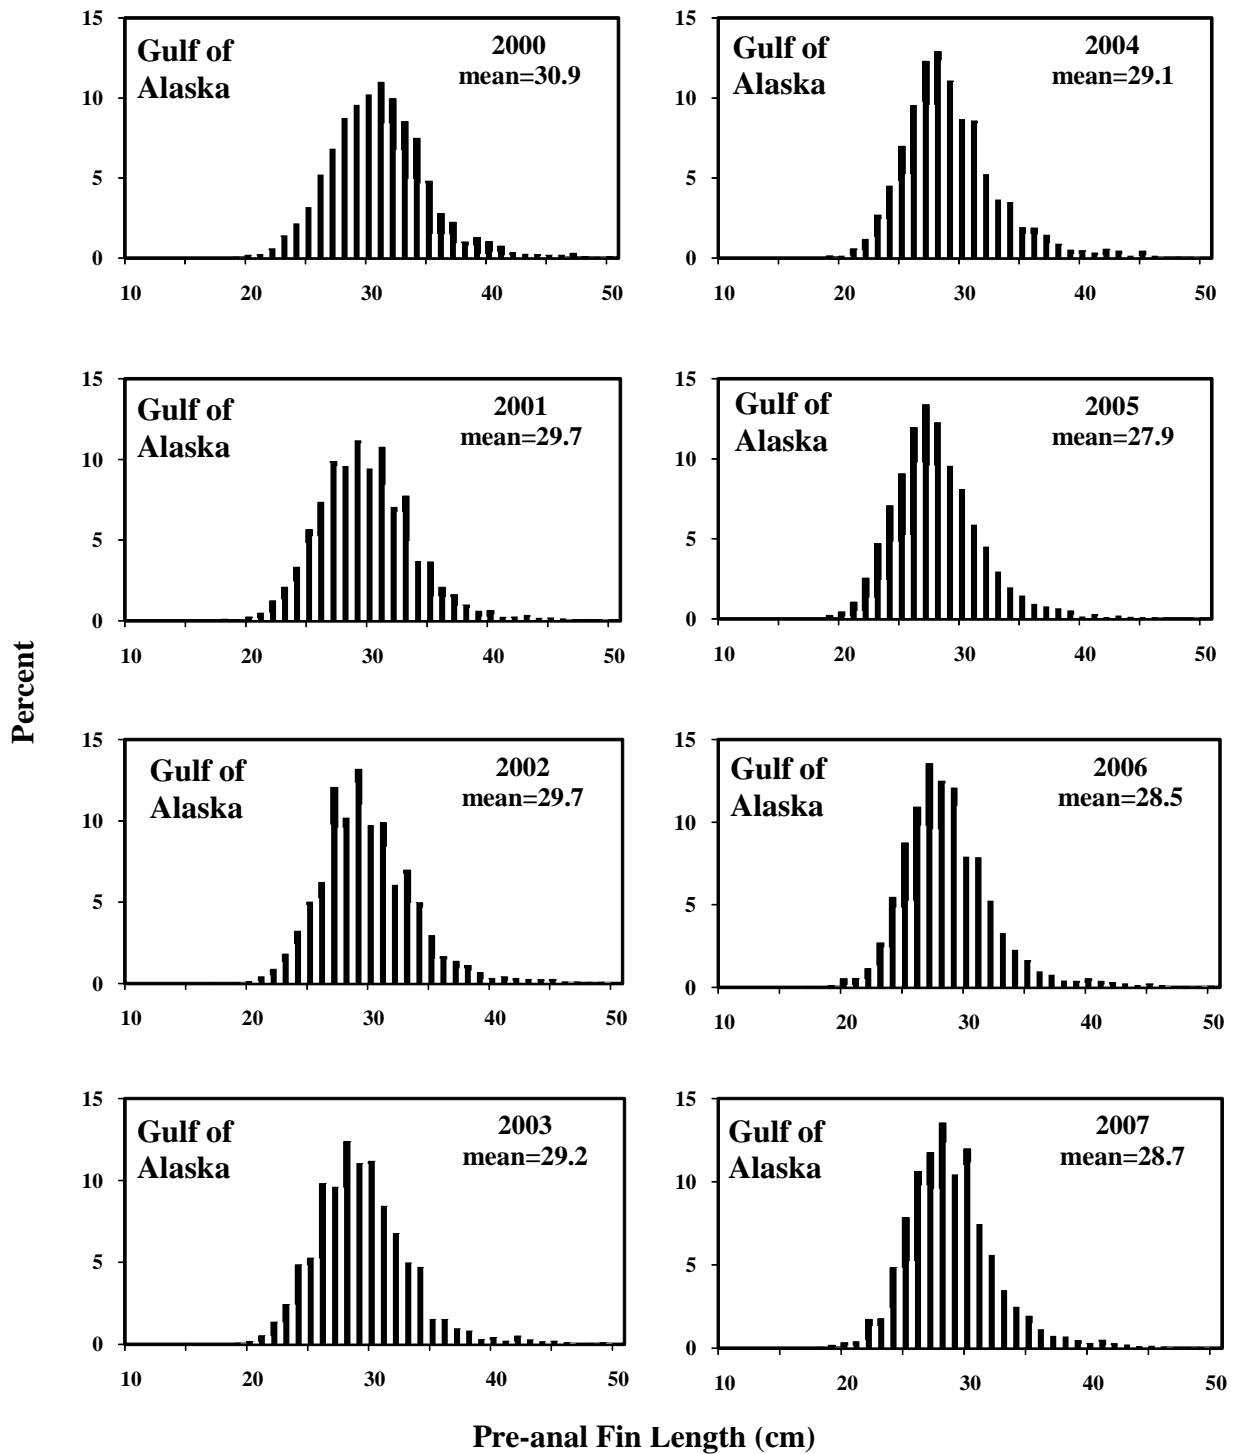 15
10
5
0
Gulf of
Alaska
2000
mean=30.9
10 20 30 40 50
15
10
5
0
Gulf of
Alaska
2004
mean=29.1
10 20 30 40 50
15
10
5
0
Gulf of
Alaska
2001
mean=29.7
10 20 30 40 50
15
10
5
0
Gulf of
Alaska
2005
mean=27.9
10 20 30 40 50
Percent
15
10
5
0
Gulf of
Alaska
2002
mean=29.7
10 20 30 40 50
15
10
5
0
Gulf of
Alaska
2006
mean=28.5
10 20 30 40 50
15
10
5
0
Gulf of
Alaska
2003
mean=29.2
10 20 30 40 50
15
10
5
0
Gulf of
Alaska
2007
mean=28.7
10 20 30 40 50
Pre-anal Fin Length (cm)